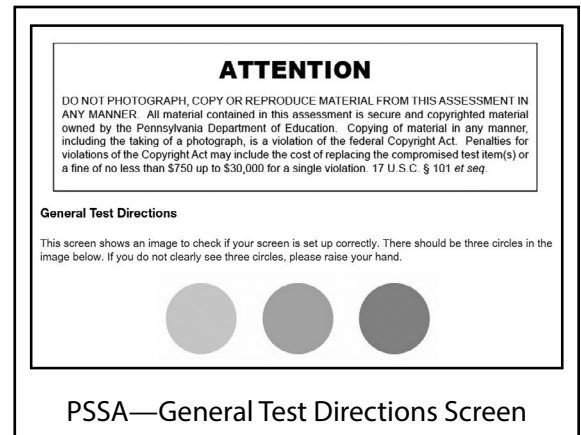 ATTENTION
DO NOT PHOTOGRAPH, COPY OR REPRODUCE MATERIAL FROM THIS ASSESSMENT IN
ANY MANNER. All material contained in this assessment is secure and copyrighted material
owned by the Pennsylvania Department of Education. Copying of material in any manner,
including the taking of a photograph, is a violation of the federal Copyright Act. Penalties for
violations of the Copyright Act may include the cost of replacing the compromised test item(s) or
a fine of no less than $750 up to $30,000 for a single violation. 17 U.S.C. § 101 et seq.
General Test Directions
This screen shows an image to check if your screen is set up correctly. There should be three circles in the
image below. If you do not clearly see three circles, please raise your hand.
PSSA—General Test Directions Screen